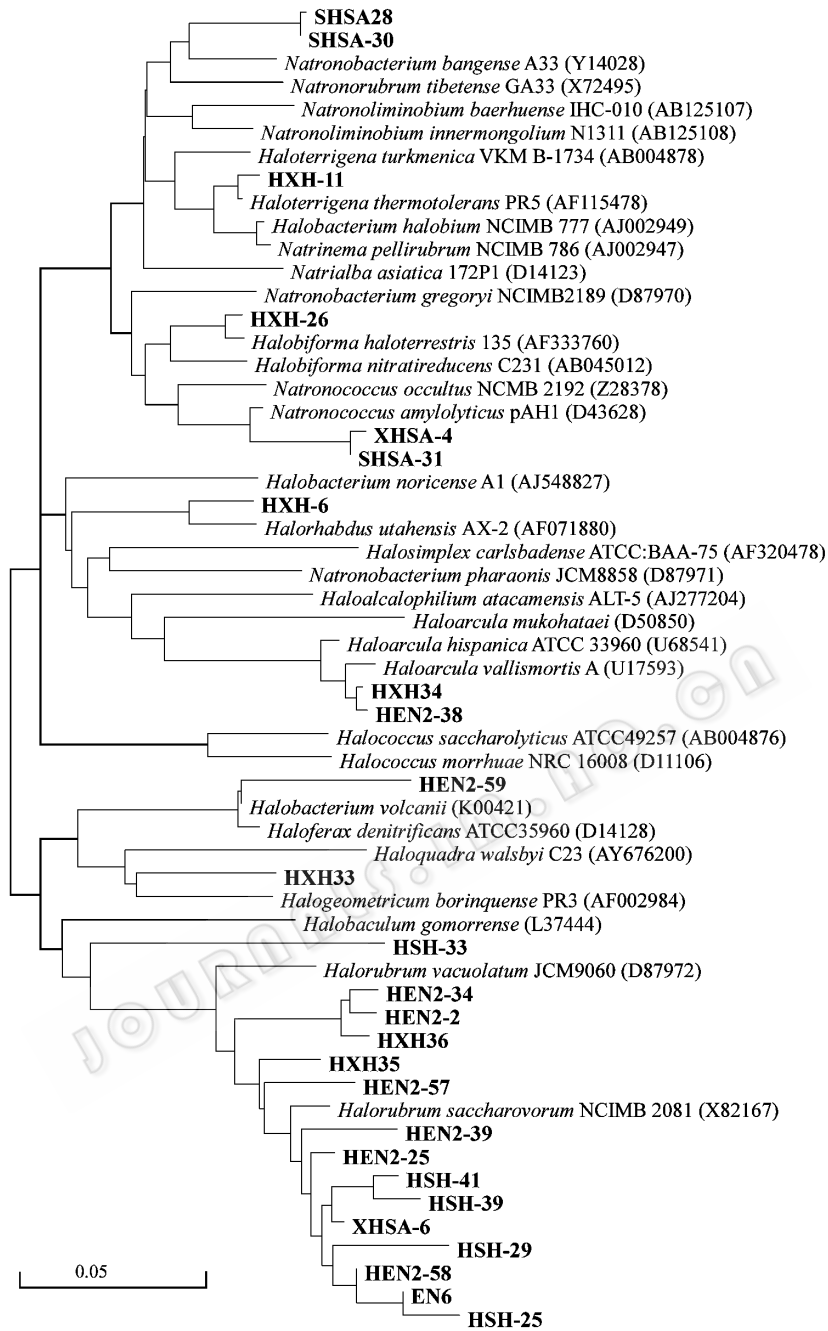 SHSA28
SHSA-30
Natronobacterium bangense A33 (Y14028)
Natronorubrum tibetense GA33 (X72495)
Natronoliminobium baerhuense IHC-010 (AB125107)
Natronoliminobium innermongolium N1311 (AB125108)
Haloterrigena turkmenica VKM B-1734 (AB004878)
HXH-11
Haloterrigena thermotolerans PR5 (AF115478)
Halobacterium halobium NCIMB 777 (AJ002949)
Natrinema pellirubrum NCIMB 786 (AJ002947)
Natrialba asiatica 172P1 (D14123)
Natronobacterium gregoryi NCIMB2189 (D87970)
HXH-26
Halobiforma haloterrestris 135 (AF333760)
Halobiforma nitratireducens C231 (AB045012)
Natronococcus occultus NCMB 2192 (Z28378)
Natronococcus amylolyticus pAH1 (D43628)
XHSA-4
SHSA-31
Halobacterium noricense A1 (AJ548827)
HXH-6
Halorhabdus utahensis AX-2 (AF071880)
Halosimplex carlsbadense ATCC:BAA-75 (AF320478)
Natronobacterium pharaonis JCM8858 (D87971)
Haloalcalophilium atacamensis ALT-5 (AJ277204)
Haloarcula mukohataei (D50850)
Haloarcula hispanica ATCC 33960 (U68541)
Haloarcula vallismortis A (U17593)
HXH34
HEN2-38
Halococcus saccharolyticus ATCC49257 (AB004876)
Halococcus morrhuae NRC 16008 (D11106)
HEN2-59
Halobacterium volcanii (K00421)
Haloferax denitrificans ATCC35960 (D14128)
Haloquadra walsbyi C23 (AY676200)
HXH33
Halogeometricum borinquense PR3 (AF002984)
Halobaculum gomorrense (L37444)
HSH-33
Halorubrum vacuolatum JCM9060 (D87972)
HEN2-34
HEN2-2
HXH36
HXH35
HEN2-57
Halorubrum saccharovorum NCIMB 2081 (X82167)
HEN2-39
HEN2-25
HSH-41
HSH-39
XHSA-6
HSH-29
HEN2-58
EN6
HSH-25
0.05
JOURNALS.IM.AC.CN